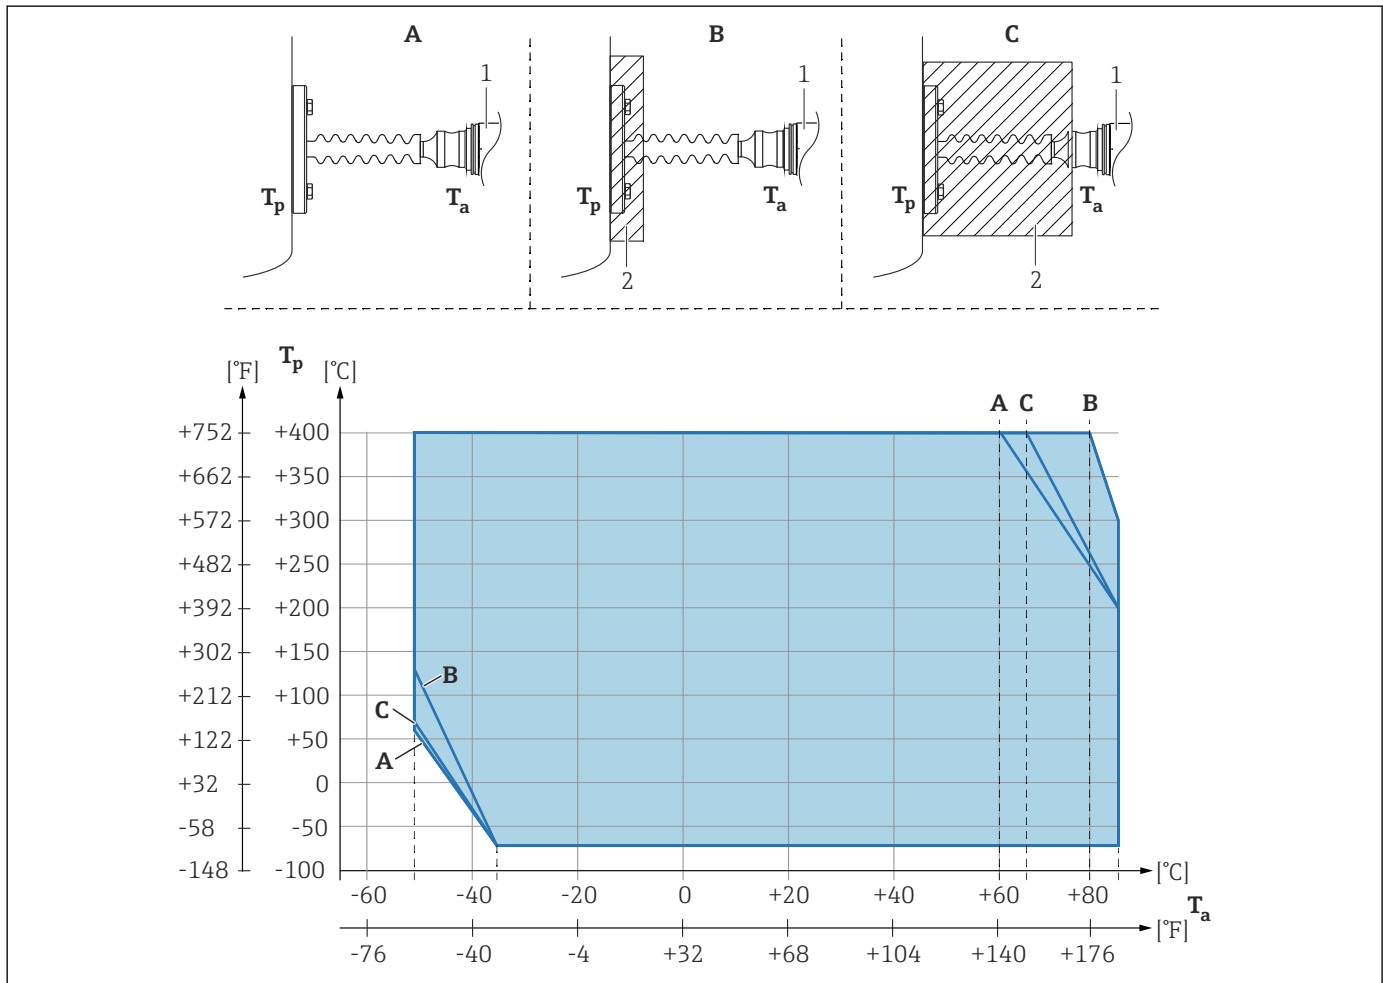 A B C
1 1 1
Tp Ta Tp Ta Tp Ta
2 2
Tp
[°F] [°C]
A C B
+752 +400
+662 +350
+572 +300
+482 +250
+392 +200
+302 +150
B
+212 +100
C
+122 +50
A
+32 0
-58 -50
-148 -100
[°C]
-60 -40 -20 0 +20 +40 +60 +80
Ta
[°F]
-76 -40 -4 +32 +68 +104 +140 +176